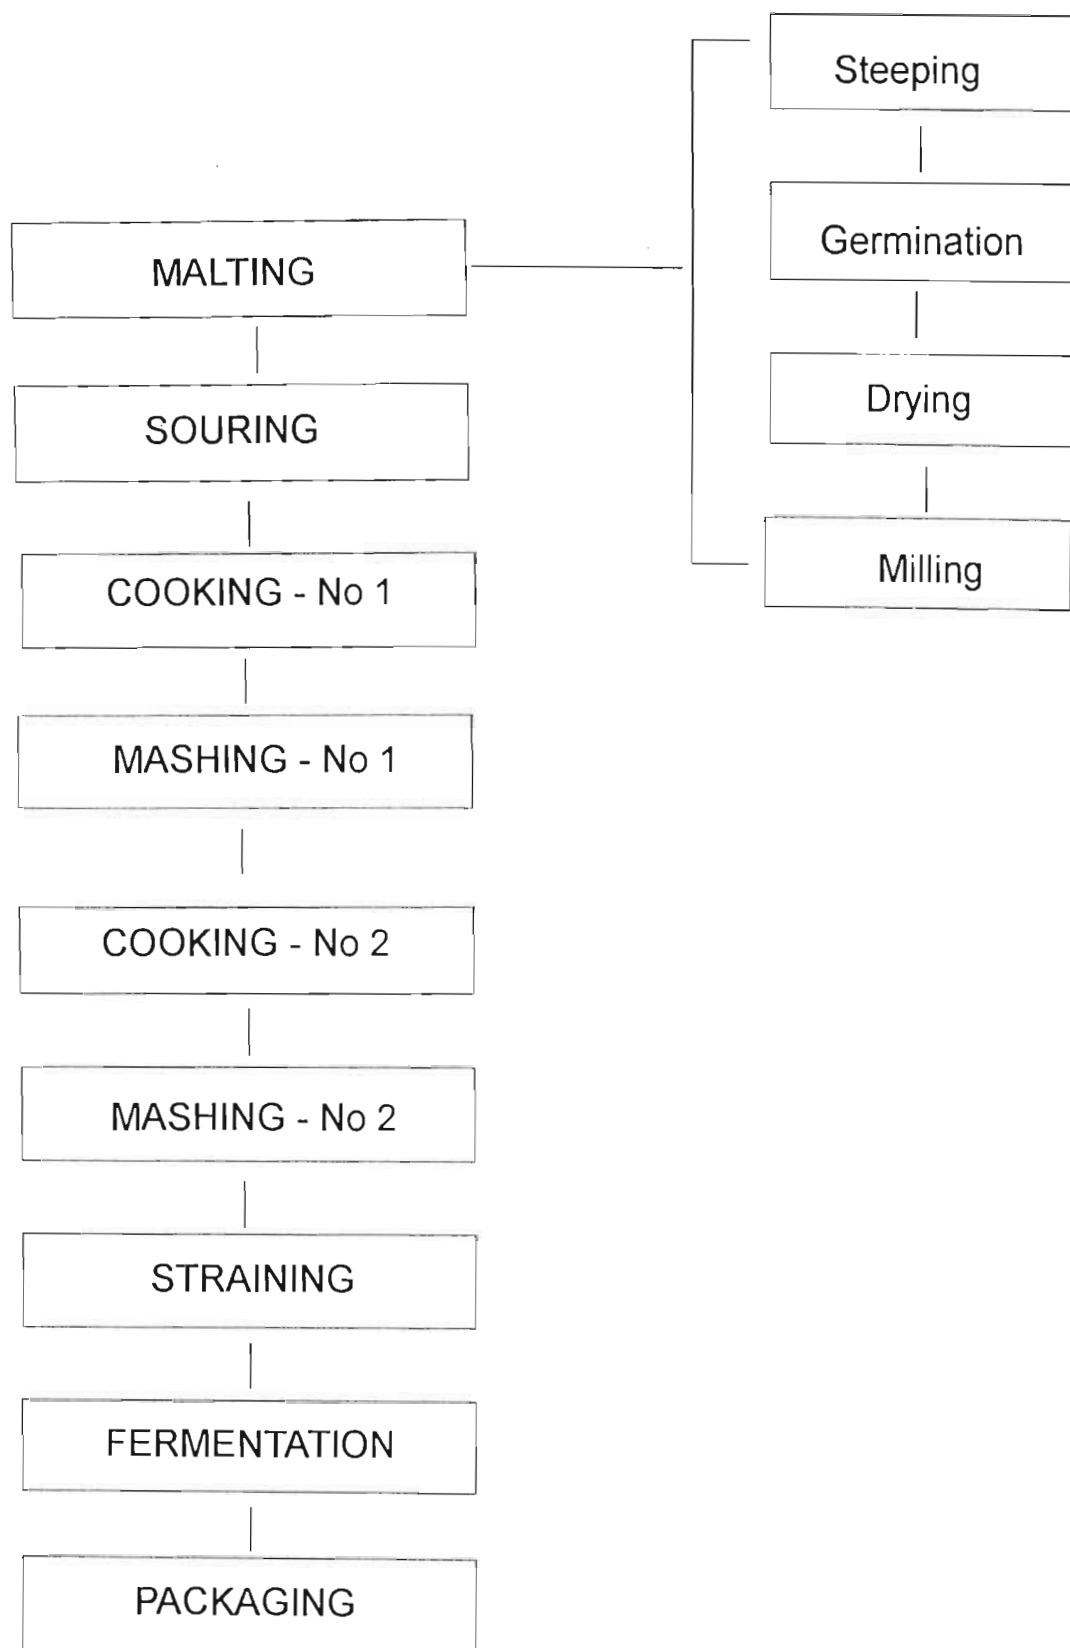 MALTING
SOURING
COOKING - No 1
MASHING - No 1
COOKING - No 2
MASHING - No 2
STRAINING
FERMENTATION
PACKAGING
Steeping
Germination
Drying
Milling